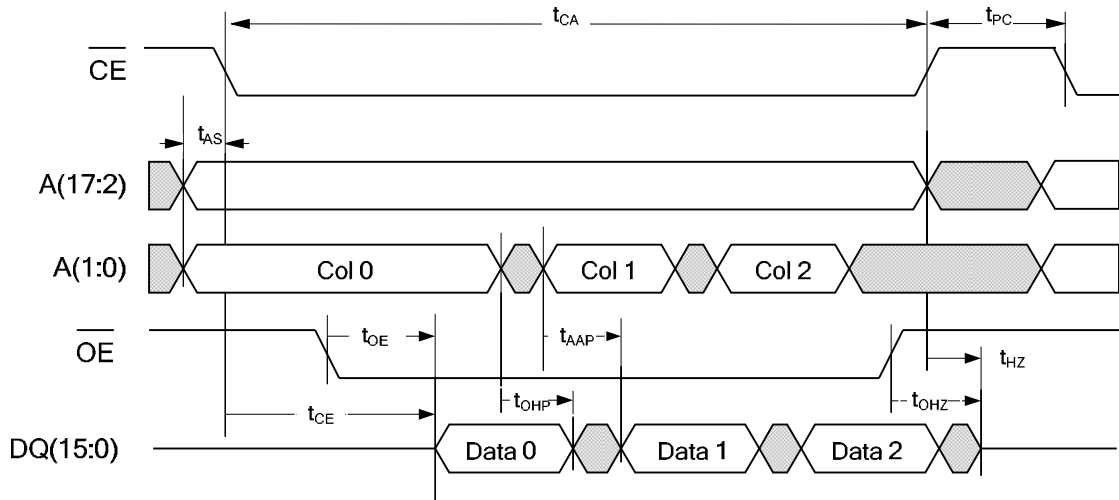 tCA
tPC
CE
tAS
A(17:2)
A(1:0)
Col 0
Col 1
Col 2
OE
tOE
tAAP
tHZ
tCE
tOHP
tOHZ
DQ(15:0)
Data 0
Data 1
Data 2